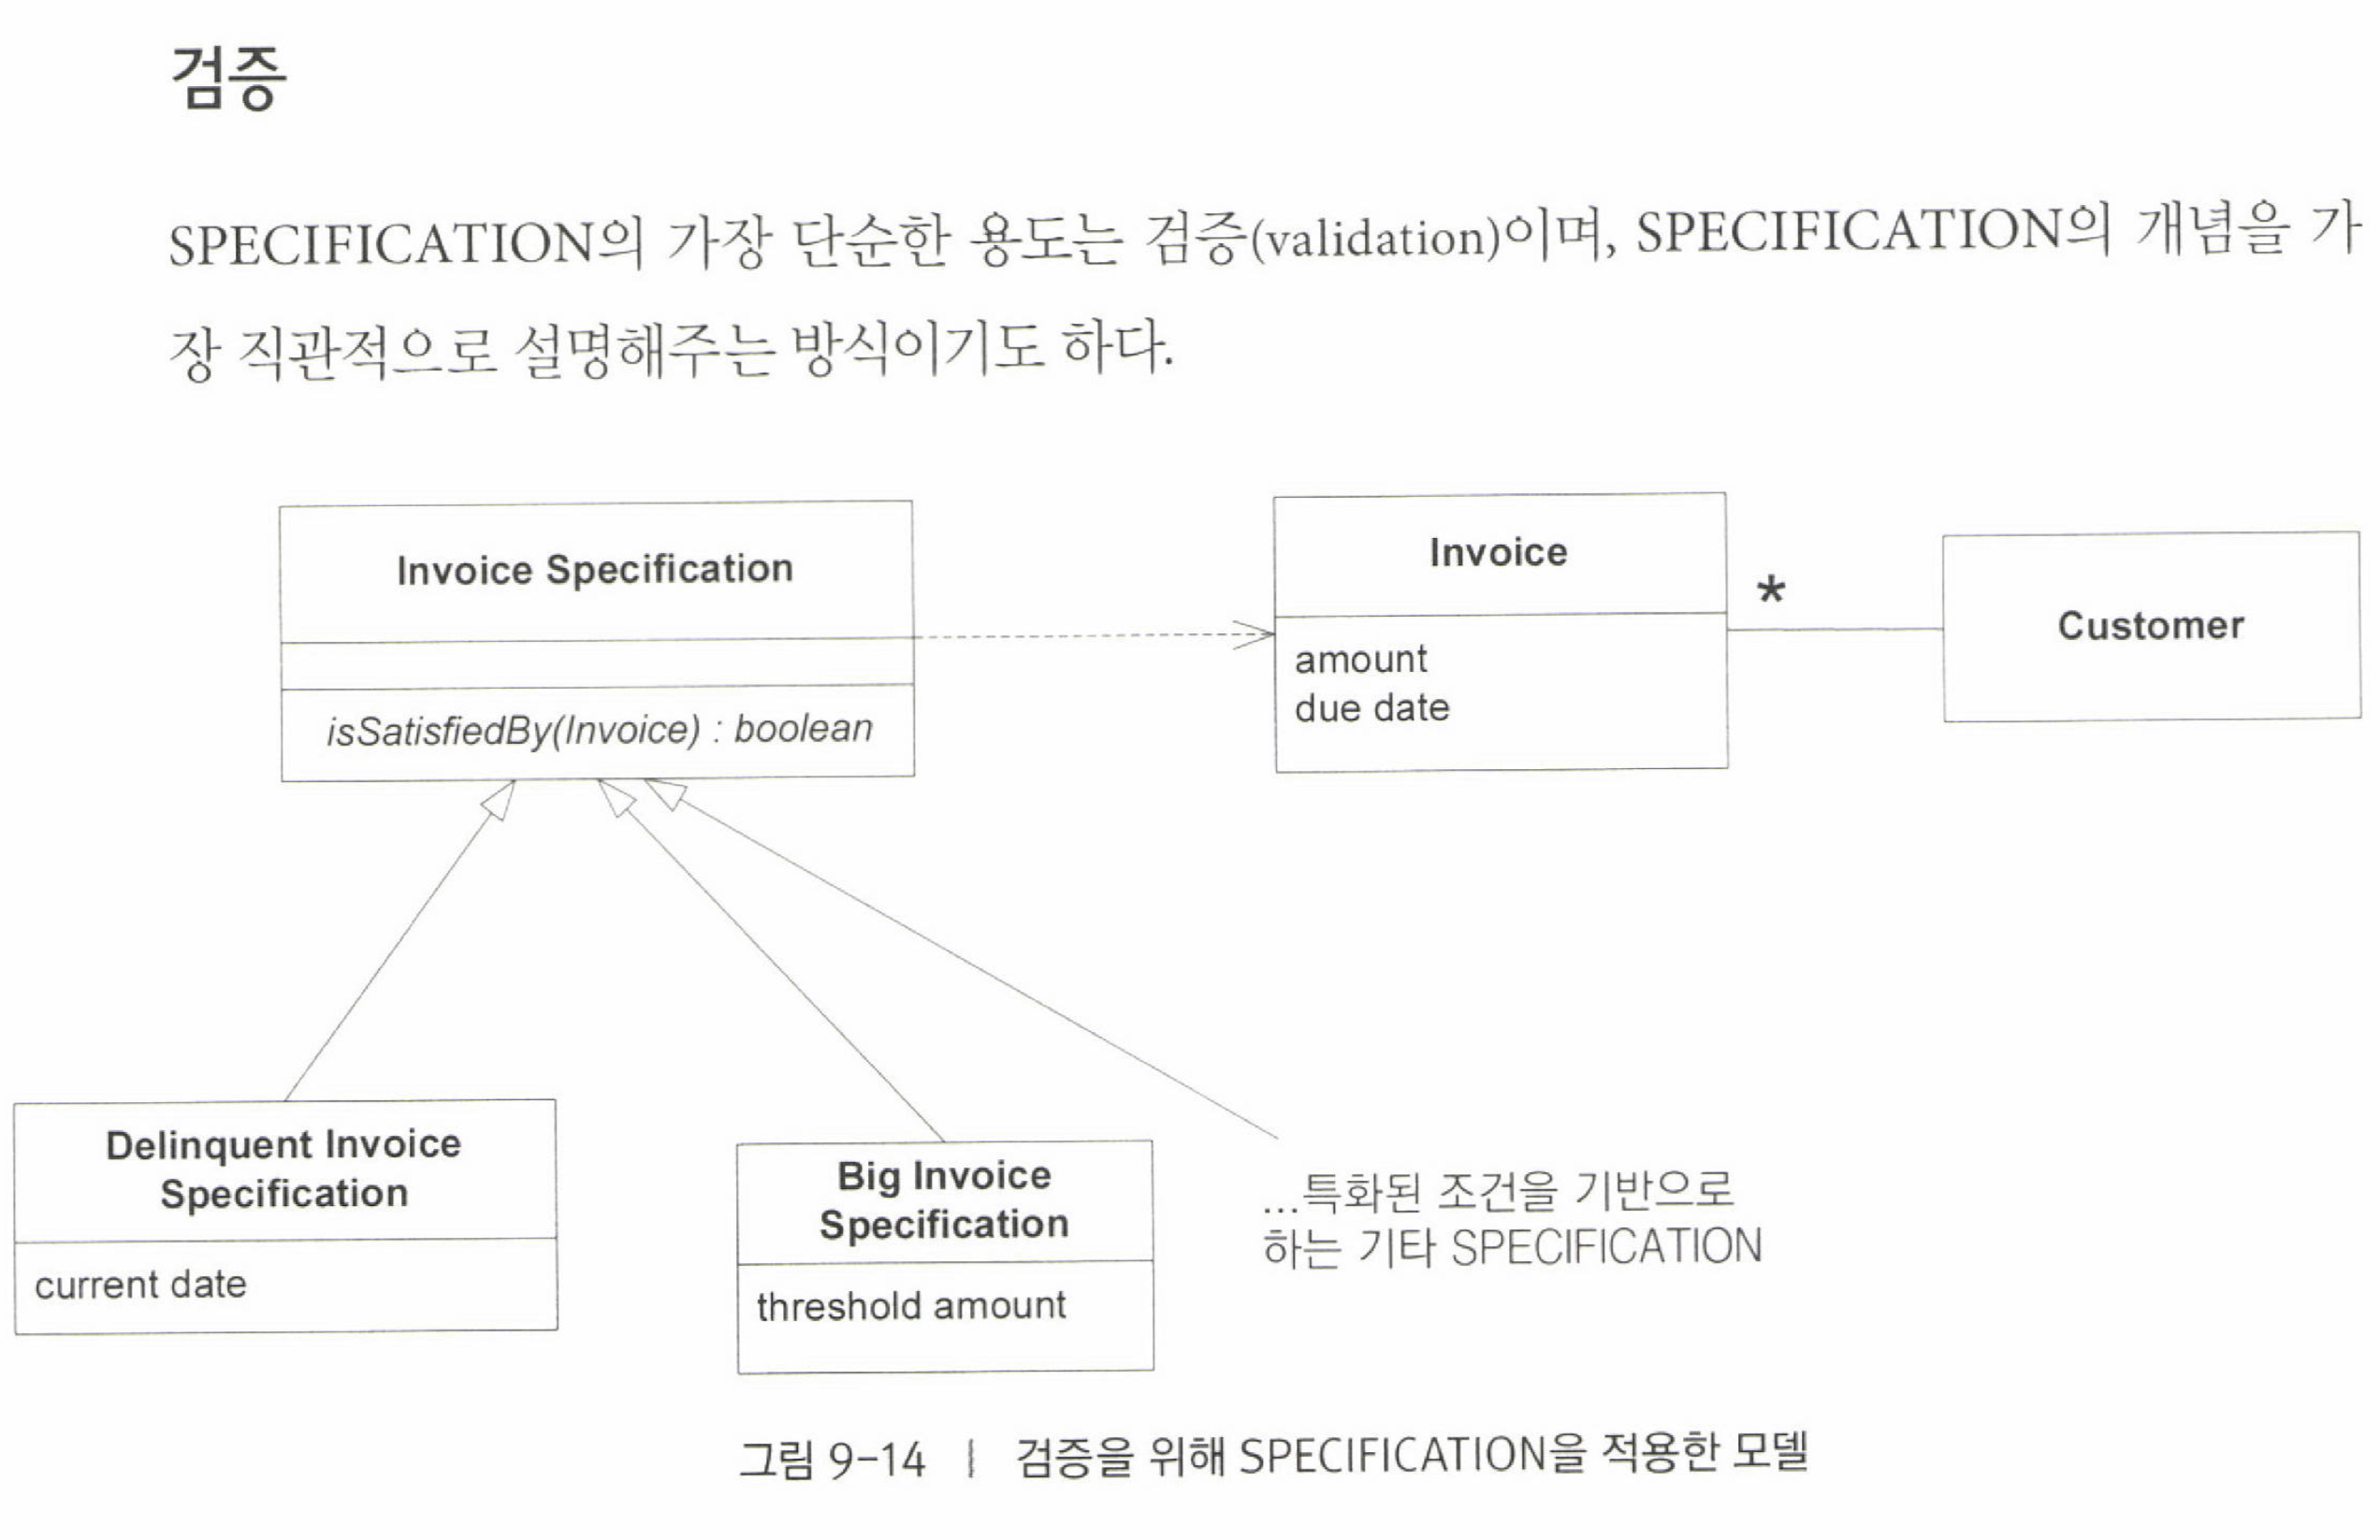 검증
SPECIFICATION의 가장 단순한 용도는 검증(validation)이며, SPECIFICATION의 개념을 가
장 직관적으로 설명해주는 방식이기도 하다.
Invoice Specification
isSatisfiedBy(Invoice) : boolean
Invoice
amount
due date
*
Customer
Delinquent Invoice
Specification
current date
Big Invoice
Specification
threshold amount
...특화된 조건을 기반으로
하는 기타 SPECIFICATION
그림 9-14 | 검증을 위해 SPECIFICATION을 적용한 모델